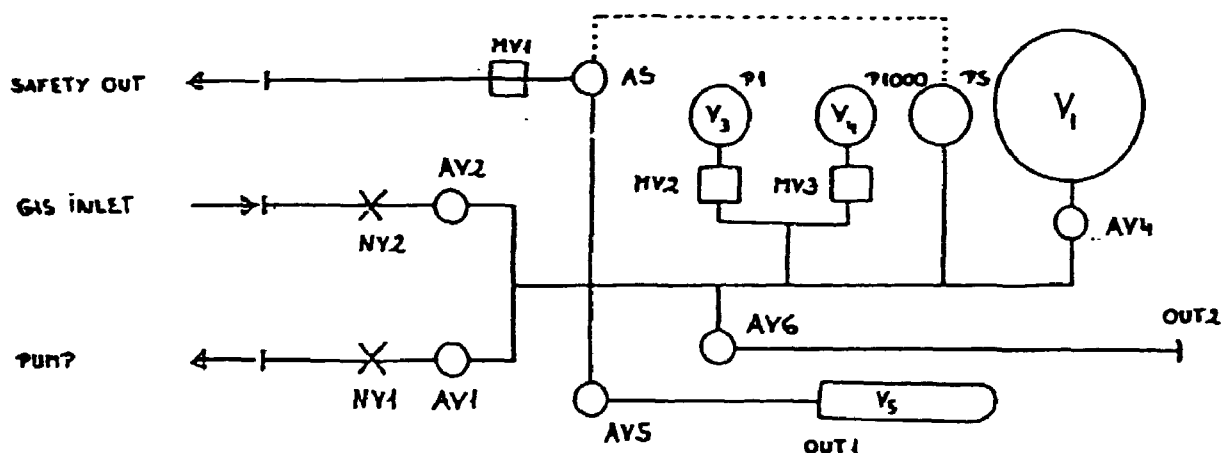 MV1
SAFETY OUT
AS
P1
P1000
PS
V3
V4
V1
MV2
MV3
AV2
GAS INLET
NV2
AV4
AV6
OUT2
PUMP
NV1
AV1
AV5
V5
OUT1